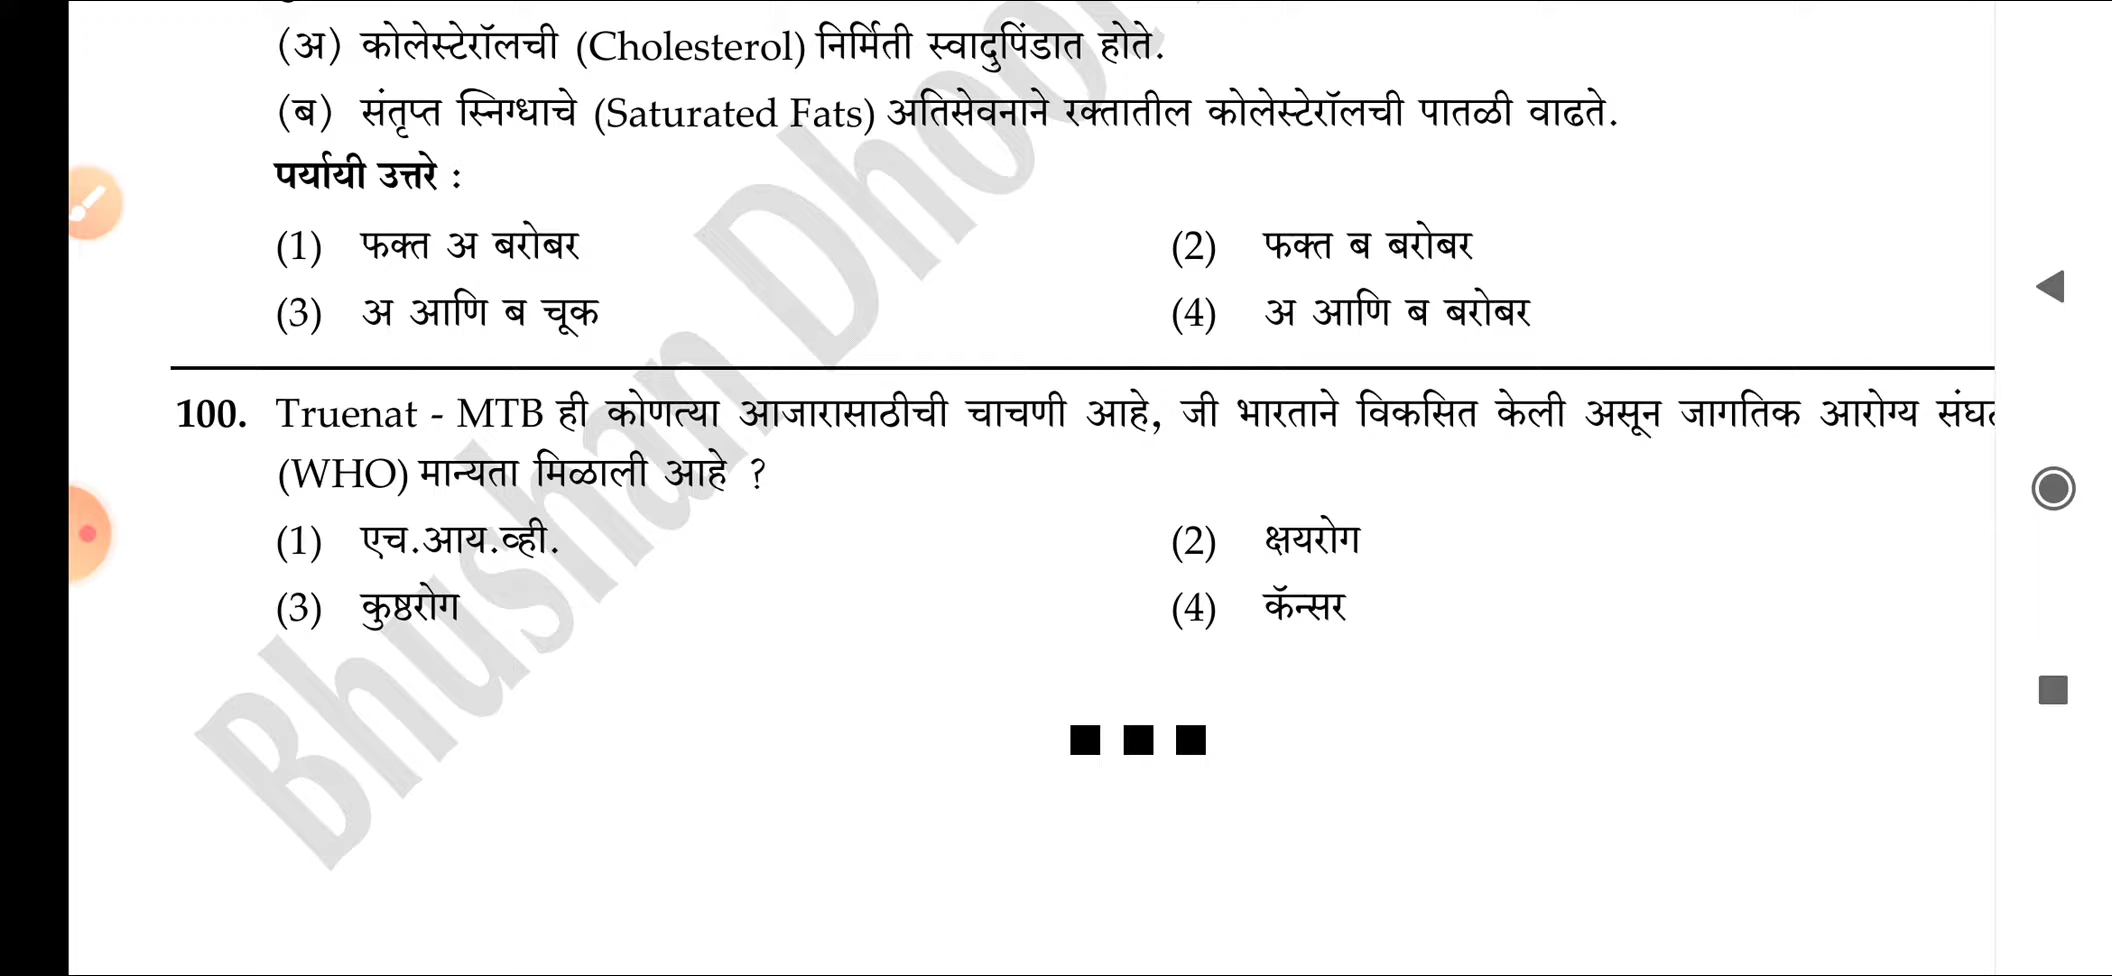 (अ) कोलेस्टेरॉलची (Cholesterol) निर्मिती स्वादुपिंडात होते.
(ब) संतृप्त स्निग्धाचे (Saturated Fats) अतिसेवनाने रक्तातील कोलेस्टेरॉलची पातळी वाढते.
पर्यायी उत्तरे :
(1) फक्त अ बरोबर (2) फक्त ब बरोबर
(3) अ आणि ब चूक (4) अ आणि ब बरोबर
100. Truenat - MTB ही कोणत्या आजारासाठीची चाचणी आहे, जी भारताने विकसित केली असून जागतिक आरोग्य
(WHO) मान्यता मिळाली आहे ?
(1) एच.आय.व्ही. (2) क्षयरोग
(3) कुष्ठरोग (4) कॅन्सर
Bhushan